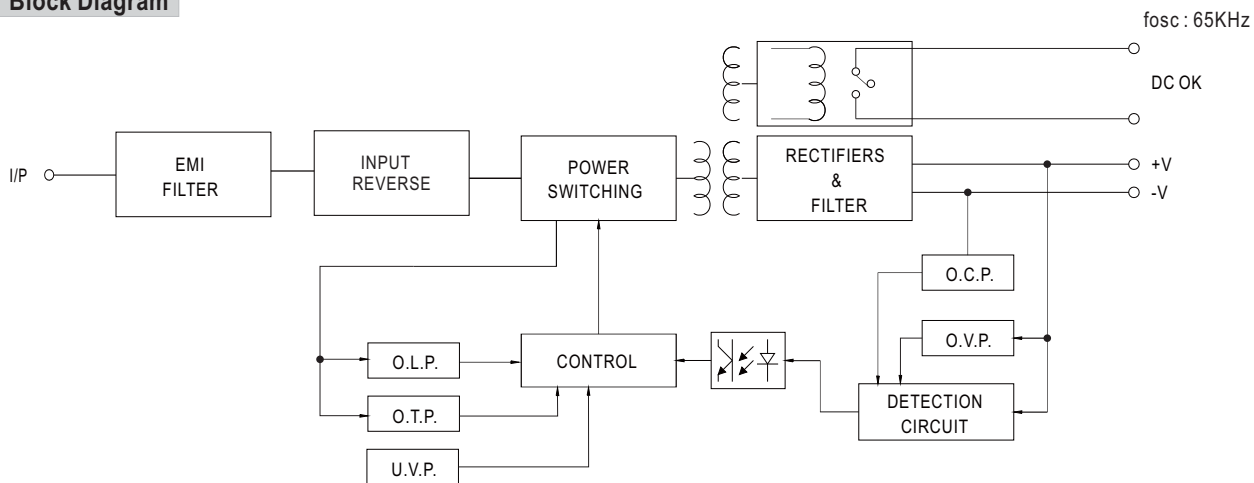 Block Diagram
fosc : 65KHz
DC OK
I/P
EMI
FILTER
INPUT
REVERSE
POWER
SWITCHING
RECTIFIERS
&
FILTER
+V
-V
O.C.P.
O.V.P.
O.L.P.
CONTROL
DETECTION
CIRCUIT
O.T.P.
U.V.P.